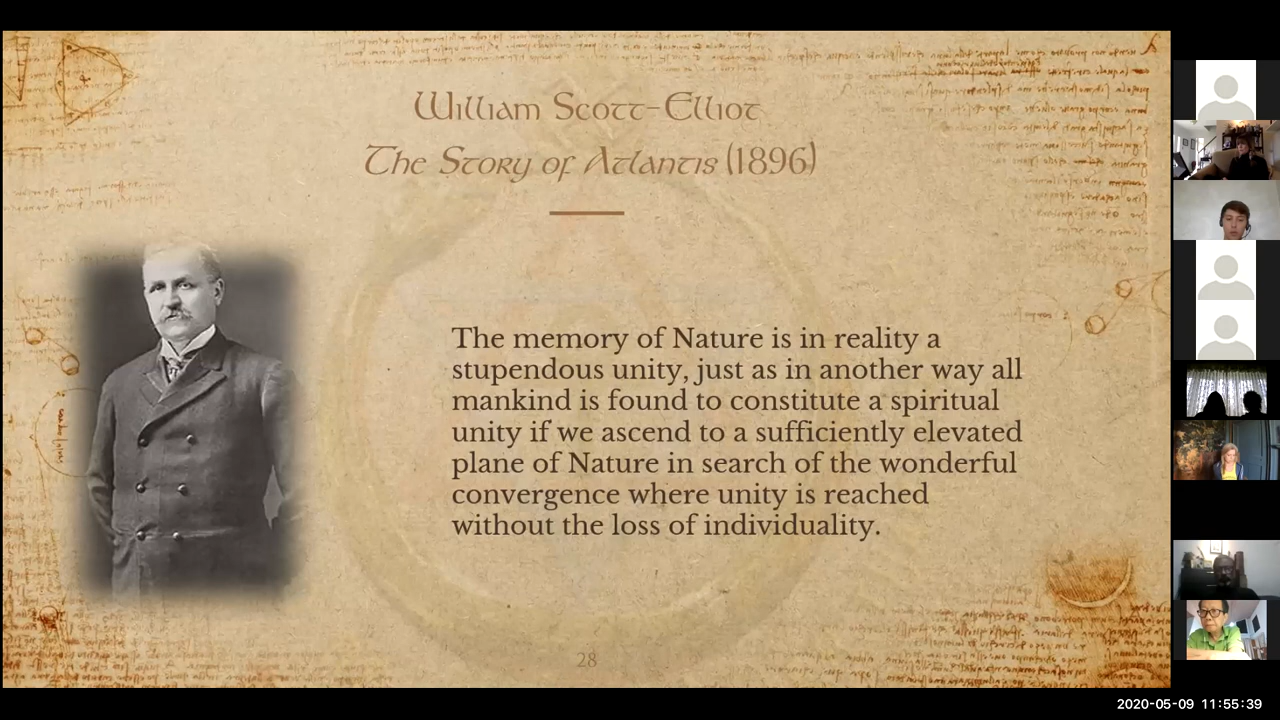 William Scott-Elliot
The Story of Atlantis (1896)
The memory of Nature is in reality a
stupendous unity, just as in another way all
mankind is found to constitute a spiritual
unity if we ascend to a sufficiently elevated
plane of Nature in search of the wonderful
convergence where unity is reached
without the loss of individuality.
28
2020-05-09 11:55:39